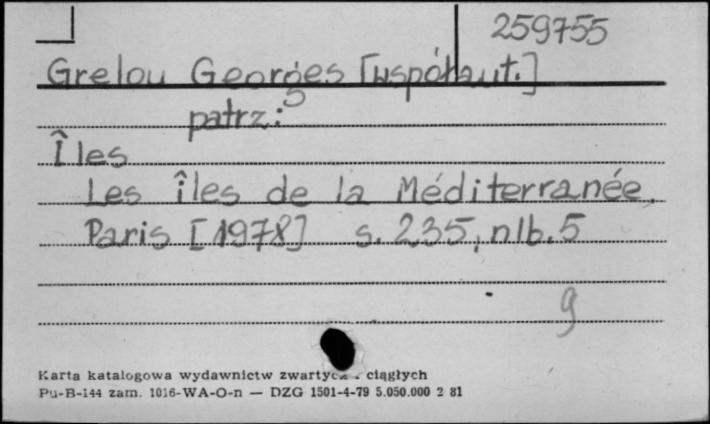 259755
Grelou Georges [współaut.]
patrz:
Îles
Les îles de la Méditerranée.
Paris [1978] s. 235, nlb. 5
g
Karta katalogowa wydawnictw zwartych i ciągłych
Pu-B-144 zam. 1016-WA-O-n — DZG 1501-4-79 5.050.000 2 81